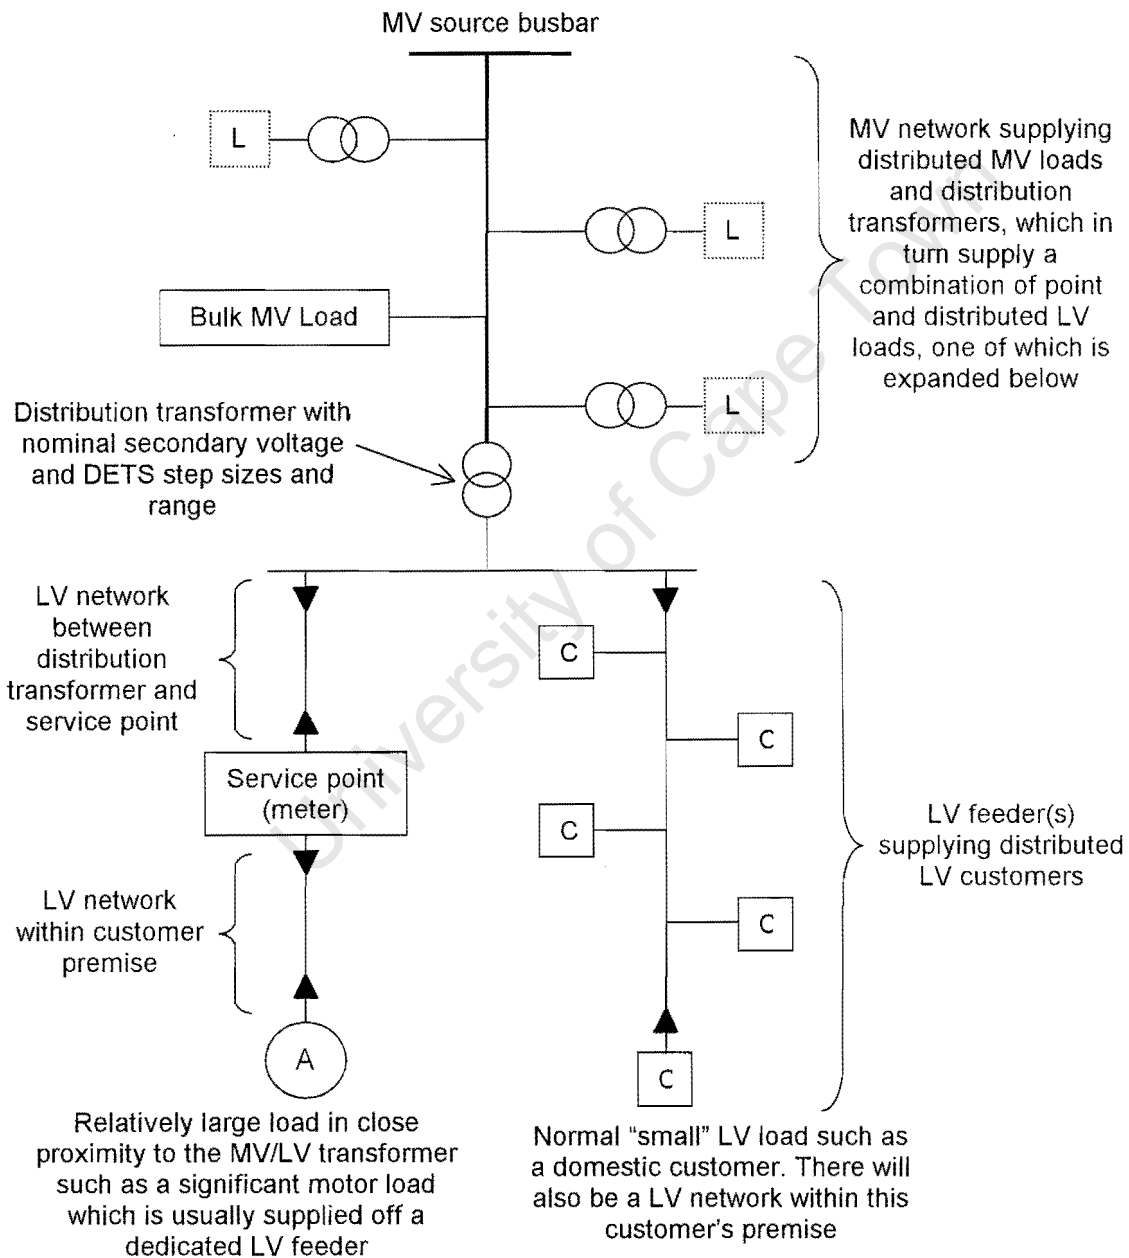 MV source busbar
L
MV network supplying
distributed MV loads
and distribution
transformers, which in
turn supply a
combination of point
and distributed LV
loads, one of which is
expanded below
L
Bulk MV Load
L
Distribution transformer with
nominal secondary voltage
and DETS step sizes and
range
LV network
between
distribution
transformer and
service point
C
C
Service point
(meter)
C
LV feeder(s)
supplying distributed
LV customers
LV network
within customer
premise
C
A
C
Relatively large load in close
proximity to the MV/LV transformer
such as a significant motor load
which is usually supplied off a
dedicated LV feeder
Normal “small” LV load such as
a domestic customer. There will
also be a LV network within this
customer's premise
University of Cape Town